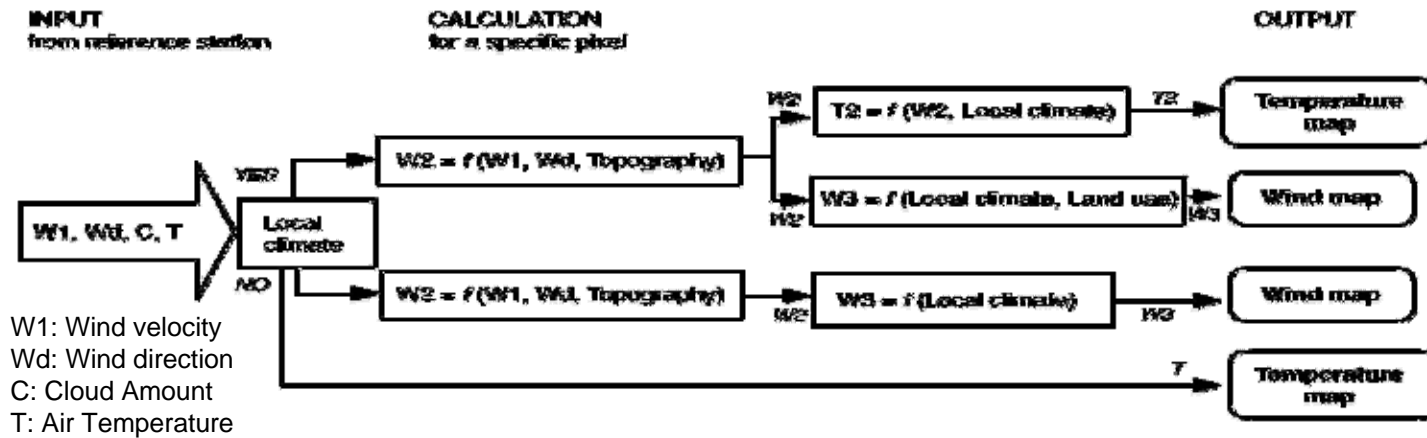 INPUT
from reference station
CALCULATION
for a specific pixel
OUTPUT
W1, Wd, C, T
YES
Local
climate
NO
W2 = f (W1, Wd, Topography)
W2
T2 = f (W2, Local climate)
T2
Temperature
map
W2
W3 = f (Local climate, Land use)
W3
Wind map
W2 = f (W1, Wd, Topography)
W2
W3 = f (Local climate)
W3
Wind map
T
Temperature
map
W1: Wind velocity
Wd: Wind direction
C: Cloud Amount
T: Air Temperature